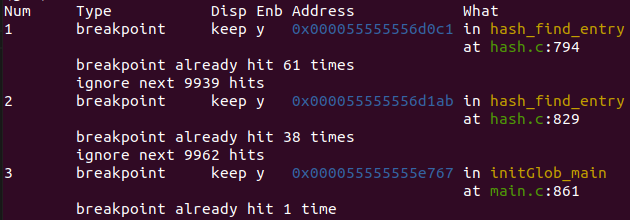 Num Type Disp Enb Address What
1 breakpoint keep y 0x000055555556d0c1 in hash_find_entry
at hash.c:794
breakpoint already hit 61 times
ignore next 9939 hits
2 breakpoint keep y 0x000055555556d1ab in hash_find_entry
at hash.c:829
breakpoint already hit 38 times
ignore next 9962 hits
3 breakpoint keep y 0x000055555555e767 in initGlob_main
at main.c:861
breakpoint already hit 1 time